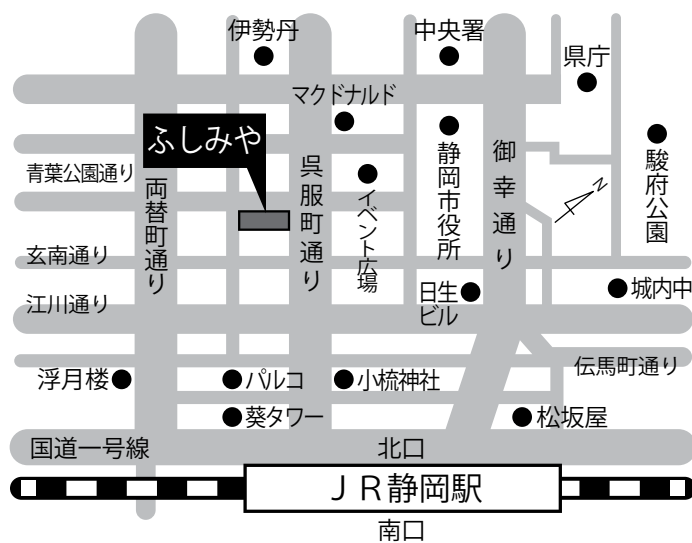 伊勢丹
中央署
県庁
マクドナルド
ふしみや
青葉公園通り
両替町通り
呉服町通り
イベント広場
静岡市役所
御幸通り
N
駿府公園
玄南通り
江川通り
日生
ビル
城内中
伝馬町通り
浮月楼
パルコ
小梳神社
葵タワー
松坂屋
国道一号線
北口
ＪＲ静岡駅
南口